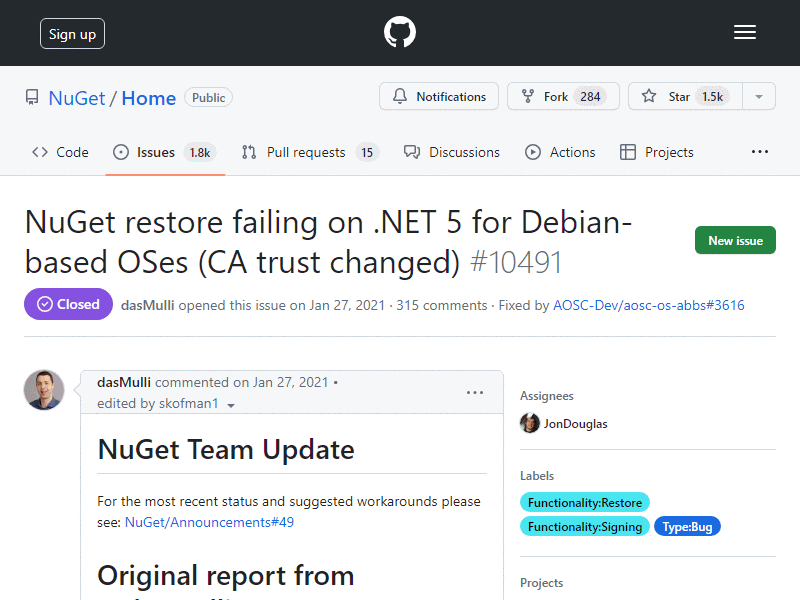 Sign up
NuGet / Home Public
Notifications
Fork 284
Star 1.5k
Code
Issues 1.8k
Pull requests 15
Discussions
Actions
Projects
NuGet restore failing on .NET 5 for Debian-
based OSes (CA trust changed) #10491
New issue
Closed
dasMulli opened this issue on Jan 27, 2021 · 315 comments · Fixed by AOSC-Dev/aosc-os-abbs#3616
dasMulli commented on Jan 27, 2021 •
edited by skofman1
NuGet Team Update
For the most recent status and suggested workarounds please
see: NuGet/Announcements#49
Original report from
Assignees
JonDouglas
Labels
Functionality:Restore
Functionality:Signing Type:Bug
Projects